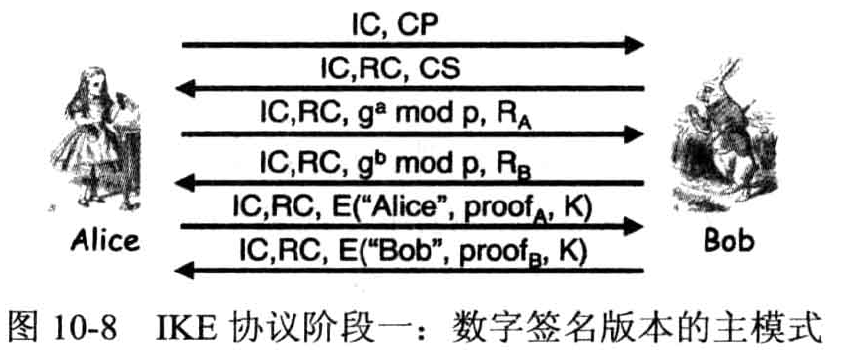 IC, CP
IC,RC, CS
IC,RC, gᵃ mod p, R_A
IC,RC, gᵇ mod p, R_B
IC,RC, E("Alice", proof_A, K)
IC,RC, E("Bob", proof_B, K)
Alice
Bob
图 10-8 IKE 协议阶段一：数字签名版本的主模式